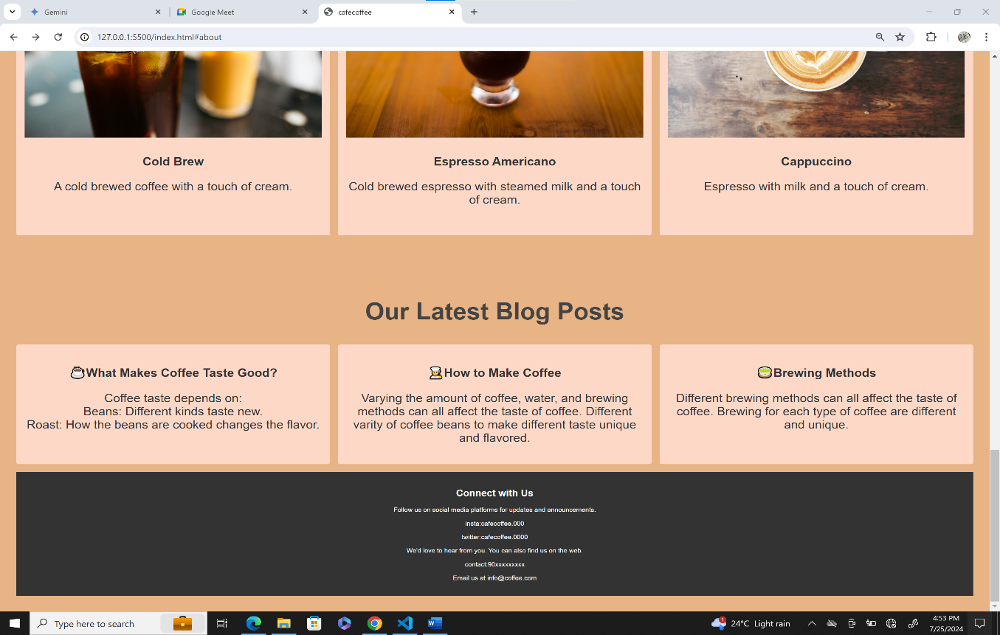 Gemini
Google Meet
cafecoffee
127.0.0.1:5500/index.html#about
Cold Brew
A cold brewed coffee with a touch of cream.
Espresso Americano
Cold brewed espresso with steamed milk and a touch
of cream.
Cappuccino
Espresso with milk and a touch of cream.
Our Latest Blog Posts
☕What Makes Coffee Taste Good?
Coffee taste depends on:
Beans: Different kinds taste new.
Roast: How the beans are cooked changes the flavor.
👩‍🍳How to Make Coffee
Varying the amount of coffee, water, and brewing
methods can all affect the taste of coffee. Different
varity of coffee beans to make different taste unique
and flavored.
🍵Brewing Methods
Different brewing methods can all affect the taste of
coffee. Brewing for each type of coffee are different
and unique.
Connect with Us
Follow us on social media platforms for updates and announcements.
insta:cafecoffee.000
twitter:cafecoffee.0000
We'd love to hear from you. You can also find us on the web.
contact:90xxxxxxxxx
Email us at info@coffee.com
Type here to search
1
24°C Light rain
4:53 PM
7/25/2024